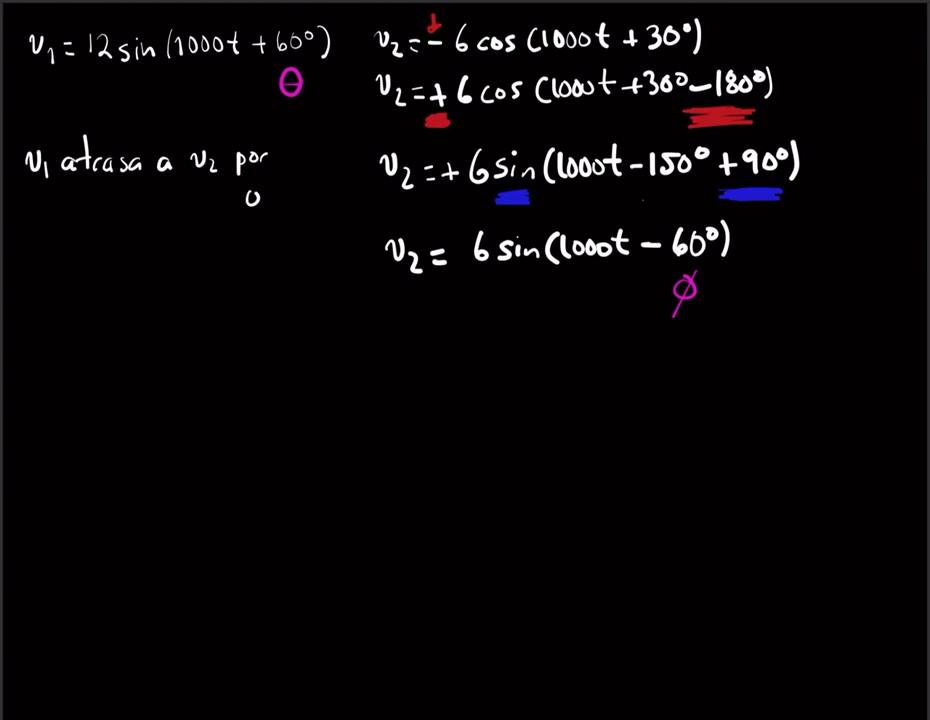 v₁ = 12 sin (1000t + 60°)
θ
v₁ atrasa a v₂ por
0
v₂ = - 6 cos (1000t + 30°)
v₂ = + 6 cos (1000t + 30° - 180°)
v₂ = + 6 sin (1000t - 150° + 90°)
v₂ = 6 sin (1000t - 60°)
ϕ